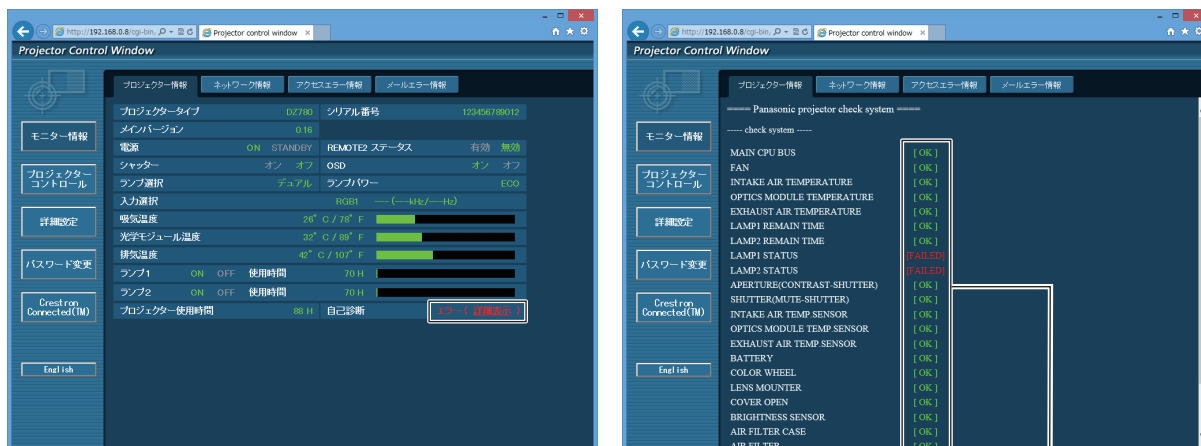 http://192.168.0.8/cgi-bin,
Projector control window
Projector Control Window
プロジェクター情報
ネットワーク情報
アクセスエラー情報
メールエラー情報
モニター情報
プロジェクター
コントロール
詳細設定
パスワード変更
Crestron
Connected(TM)
English
プロジェクタータイプ DZ780 シリアル番号 123456789012
メインバージョン 0.16
電源 ON STANDBY REMOTE2 ステータス 有効 無効
シャッター オン オフ OSD オン オフ
ランプ選択 デュアル ランプパワー ECO
入力選択 RGB1 ---(---kHz/---Hz)
吸気温度 26° C / 78° F
光学モジュール温度 32° C / 89° F
排気温度 42° C / 107° F
ランプ1 ON OFF 使用時間 70 H
ランプ2 ON OFF 使用時間 70 H
プロジェクター使用時間 88 H 自己診断 エラー( 詳細表示 )
http://192.168.0.8/cgi-bin,
Projector control window
Projector Control Window
プロジェクター情報
ネットワーク情報
アクセスエラー情報
メールエラー情報
モニター情報
プロジェクター
コントロール
詳細設定
パスワード変更
Crestron
Connected(TM)
English
==== Panasonic projector check system ====
----- check system -----
MAIN CPU BUS [ OK ]
FAN [ OK ]
INTAKE AIR TEMPERATURE [ OK ]
OPTICS MODULE TEMPERATURE [ OK ]
EXHAUST AIR TEMPERATURE [ OK ]
LAMP1 REMAIN TIME [ OK ]
LAMP2 REMAIN TIME [ OK ]
LAMP1 STATUS [FAILED]
LAMP2 STATUS [FAILED]
APERTURE(CONTRAST-SHUTTER) [ OK ]
SHUTTER(MUTE-SHUTTER) [ OK ]
INTAKE AIR TEMP.SENSOR [ OK ]
OPTICS MODULE TEMP.SENSOR [ OK ]
EXHAUST AIR TEMP.SENSOR [ OK ]
BATTERY [ OK ]
COLOR WHEEL [ OK ]
LENS MOUNTER [ OK ]
COVER OPEN [ OK ]
BRIGHTNESS SENSOR [ OK ]
AIR FILTER CASE [ OK ]
AIR FILTER [ OK ]